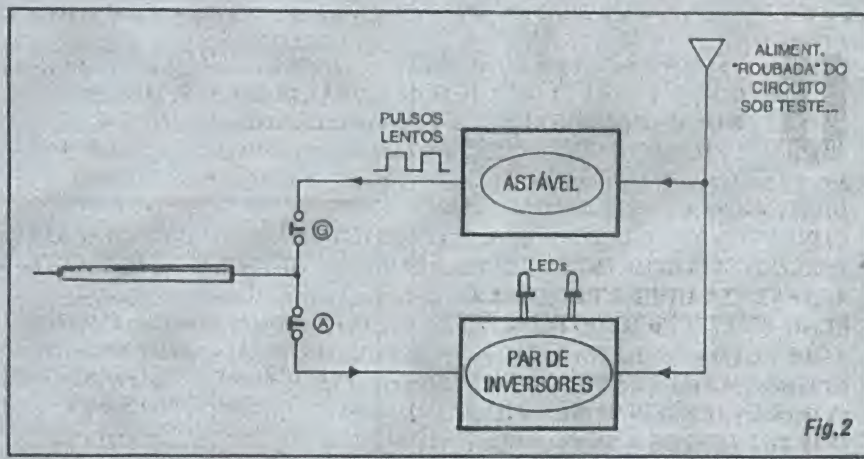 ALIMENT.
"ROUBADA" DO
CIRCUITO
SOB TESTE...
PULSOS
LENTOS
ASTÁVEL
G
LEDs
A
PAR DE
INVERSORES
Fig.2